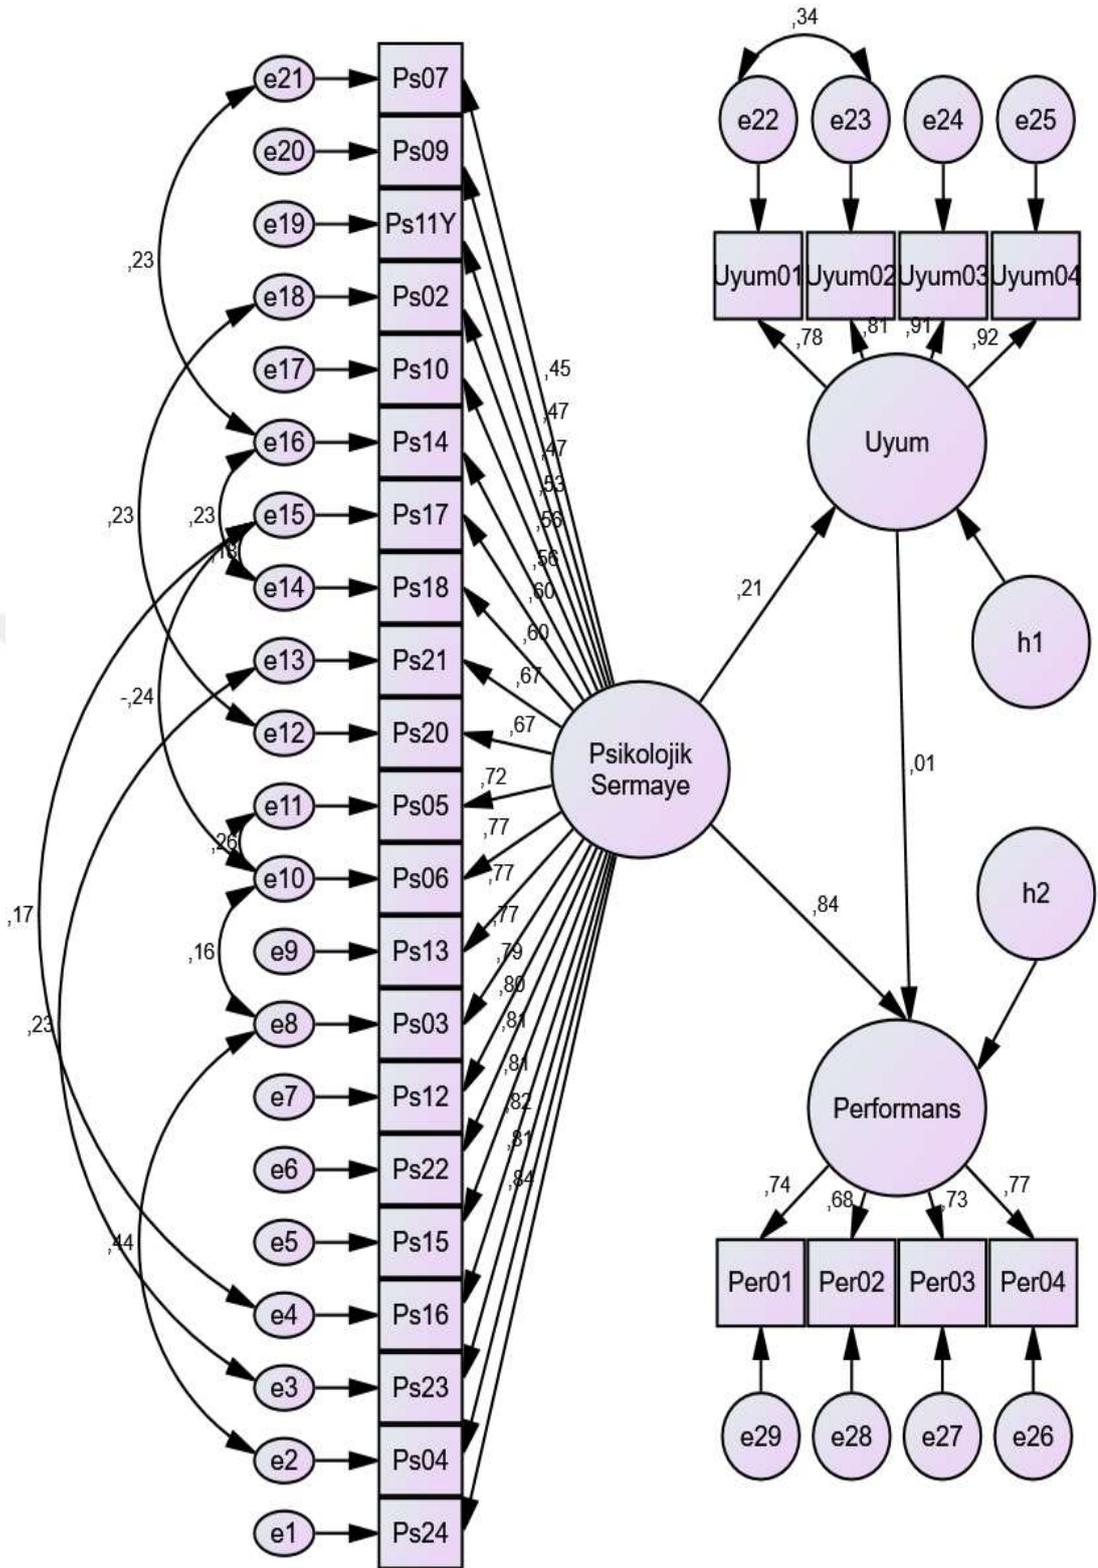 ,34
e22
e23
e24
e25
Uyum01
Uyum02
Uyum03
Uyum04
,78
,81
,91
,92
Uyum
h1
,21
,01
,84
h2
Performans
,74
,68
,73
,77
Per01
Per02
Per03
Per04
e29
e28
e27
e26
Psikolojik
Sermaye
e21
Ps07
e20
Ps09
e19
Ps11Y
e18
Ps02
e17
Ps10
e16
Ps14
e15
Ps17
e14
Ps18
e13
Ps21
e12
Ps20
e11
Ps05
e10
Ps06
e9
Ps13
e8
Ps03
e7
Ps12
e6
Ps22
e5
Ps15
e4
Ps16
e3
Ps23
e2
Ps04
e1
Ps24
,45
,47
,47
,53
,56
,56
,60
,60
,67
,67
,72
,77
,77
,77
,79
,80
,81
,81
,82
,81
,84
,23
,23
,23
-,24
,26
,16
,17
,23
,44